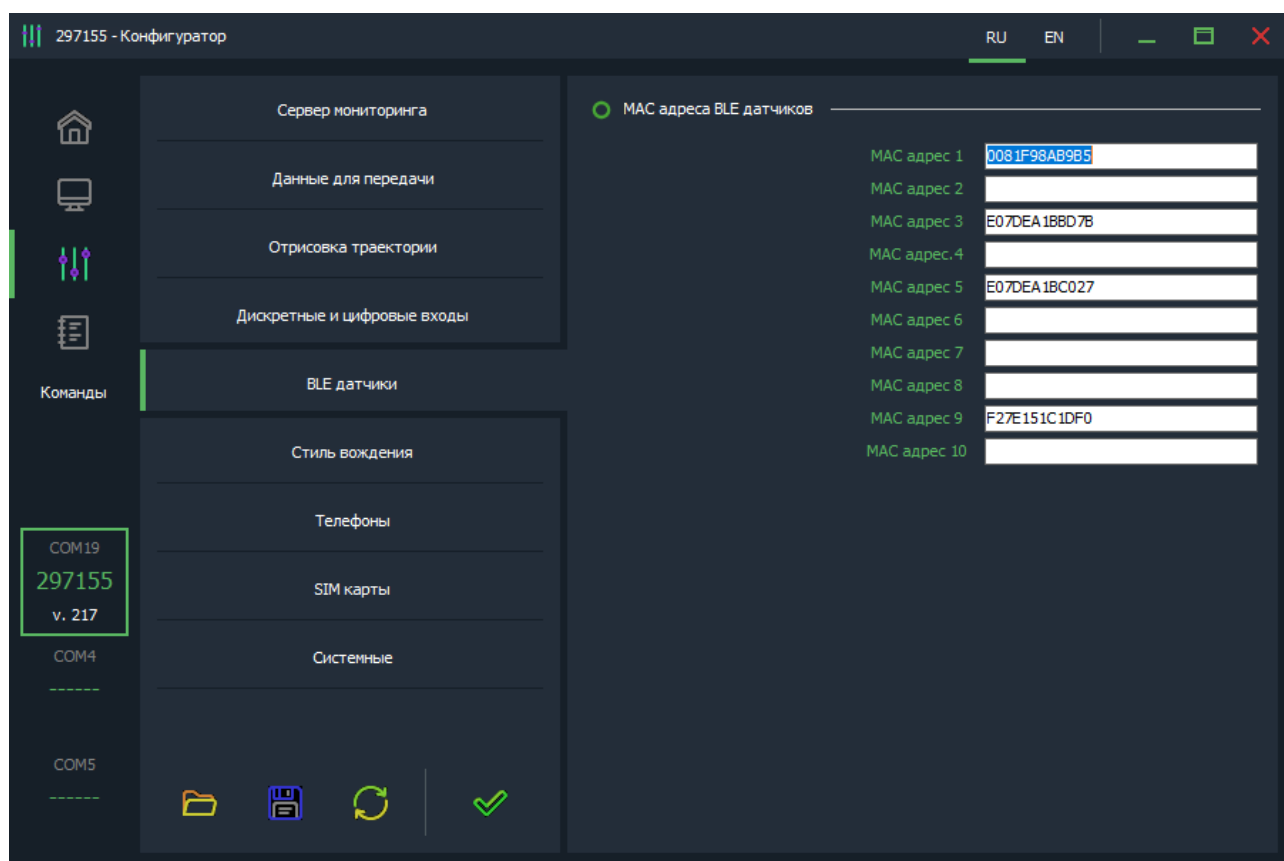 297155 - Конфигуратор
RU EN
Сервер мониторинга
Данные для передачи
Отрисовка траектории
Дискретные и цифровые входы
BLE датчики
Стиль вождения
Телефоны
SIM карты
Системные
Команды
COM19
297155
v. 217
COM4
------
COM5
------
MAC адреса BLE датчиков
MAC адрес 1 0081F98AB9B5
MAC адрес 2
MAC адрес 3 E07DEA1BBD7B
MAC адрес.4
MAC адрес 5 E07DEA1BC027
MAC адрес 6
MAC адрес 7
MAC адрес 8
MAC адрес 9 F27E151C1DF0
MAC адрес 10